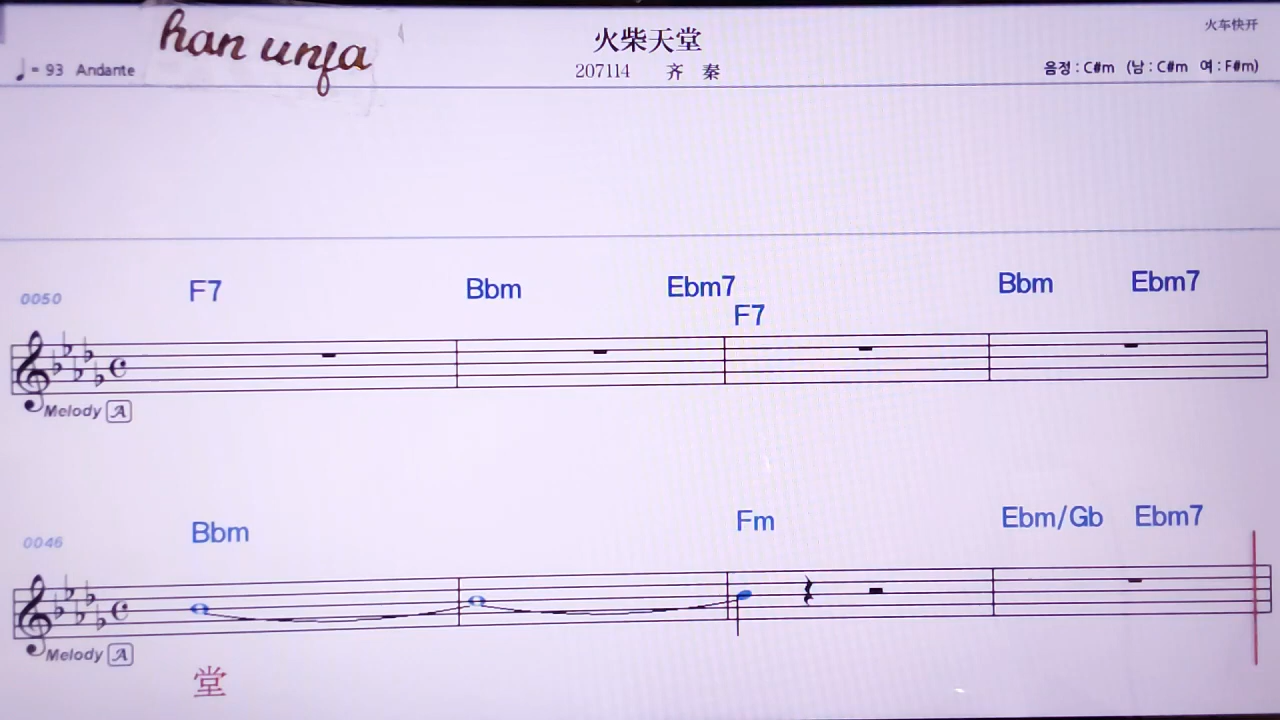 han unfa
火柴天堂
火车快开
♩= 93 Andante
207114 齐 秦
음정 : C#m (남 : C#m 여 : F#m)
0050
F7 Bbm Ebm7 F7 Bbm Ebm7
Melody A
0046
Bbm Fm Ebm/Gb Ebm7
Melody A
堂